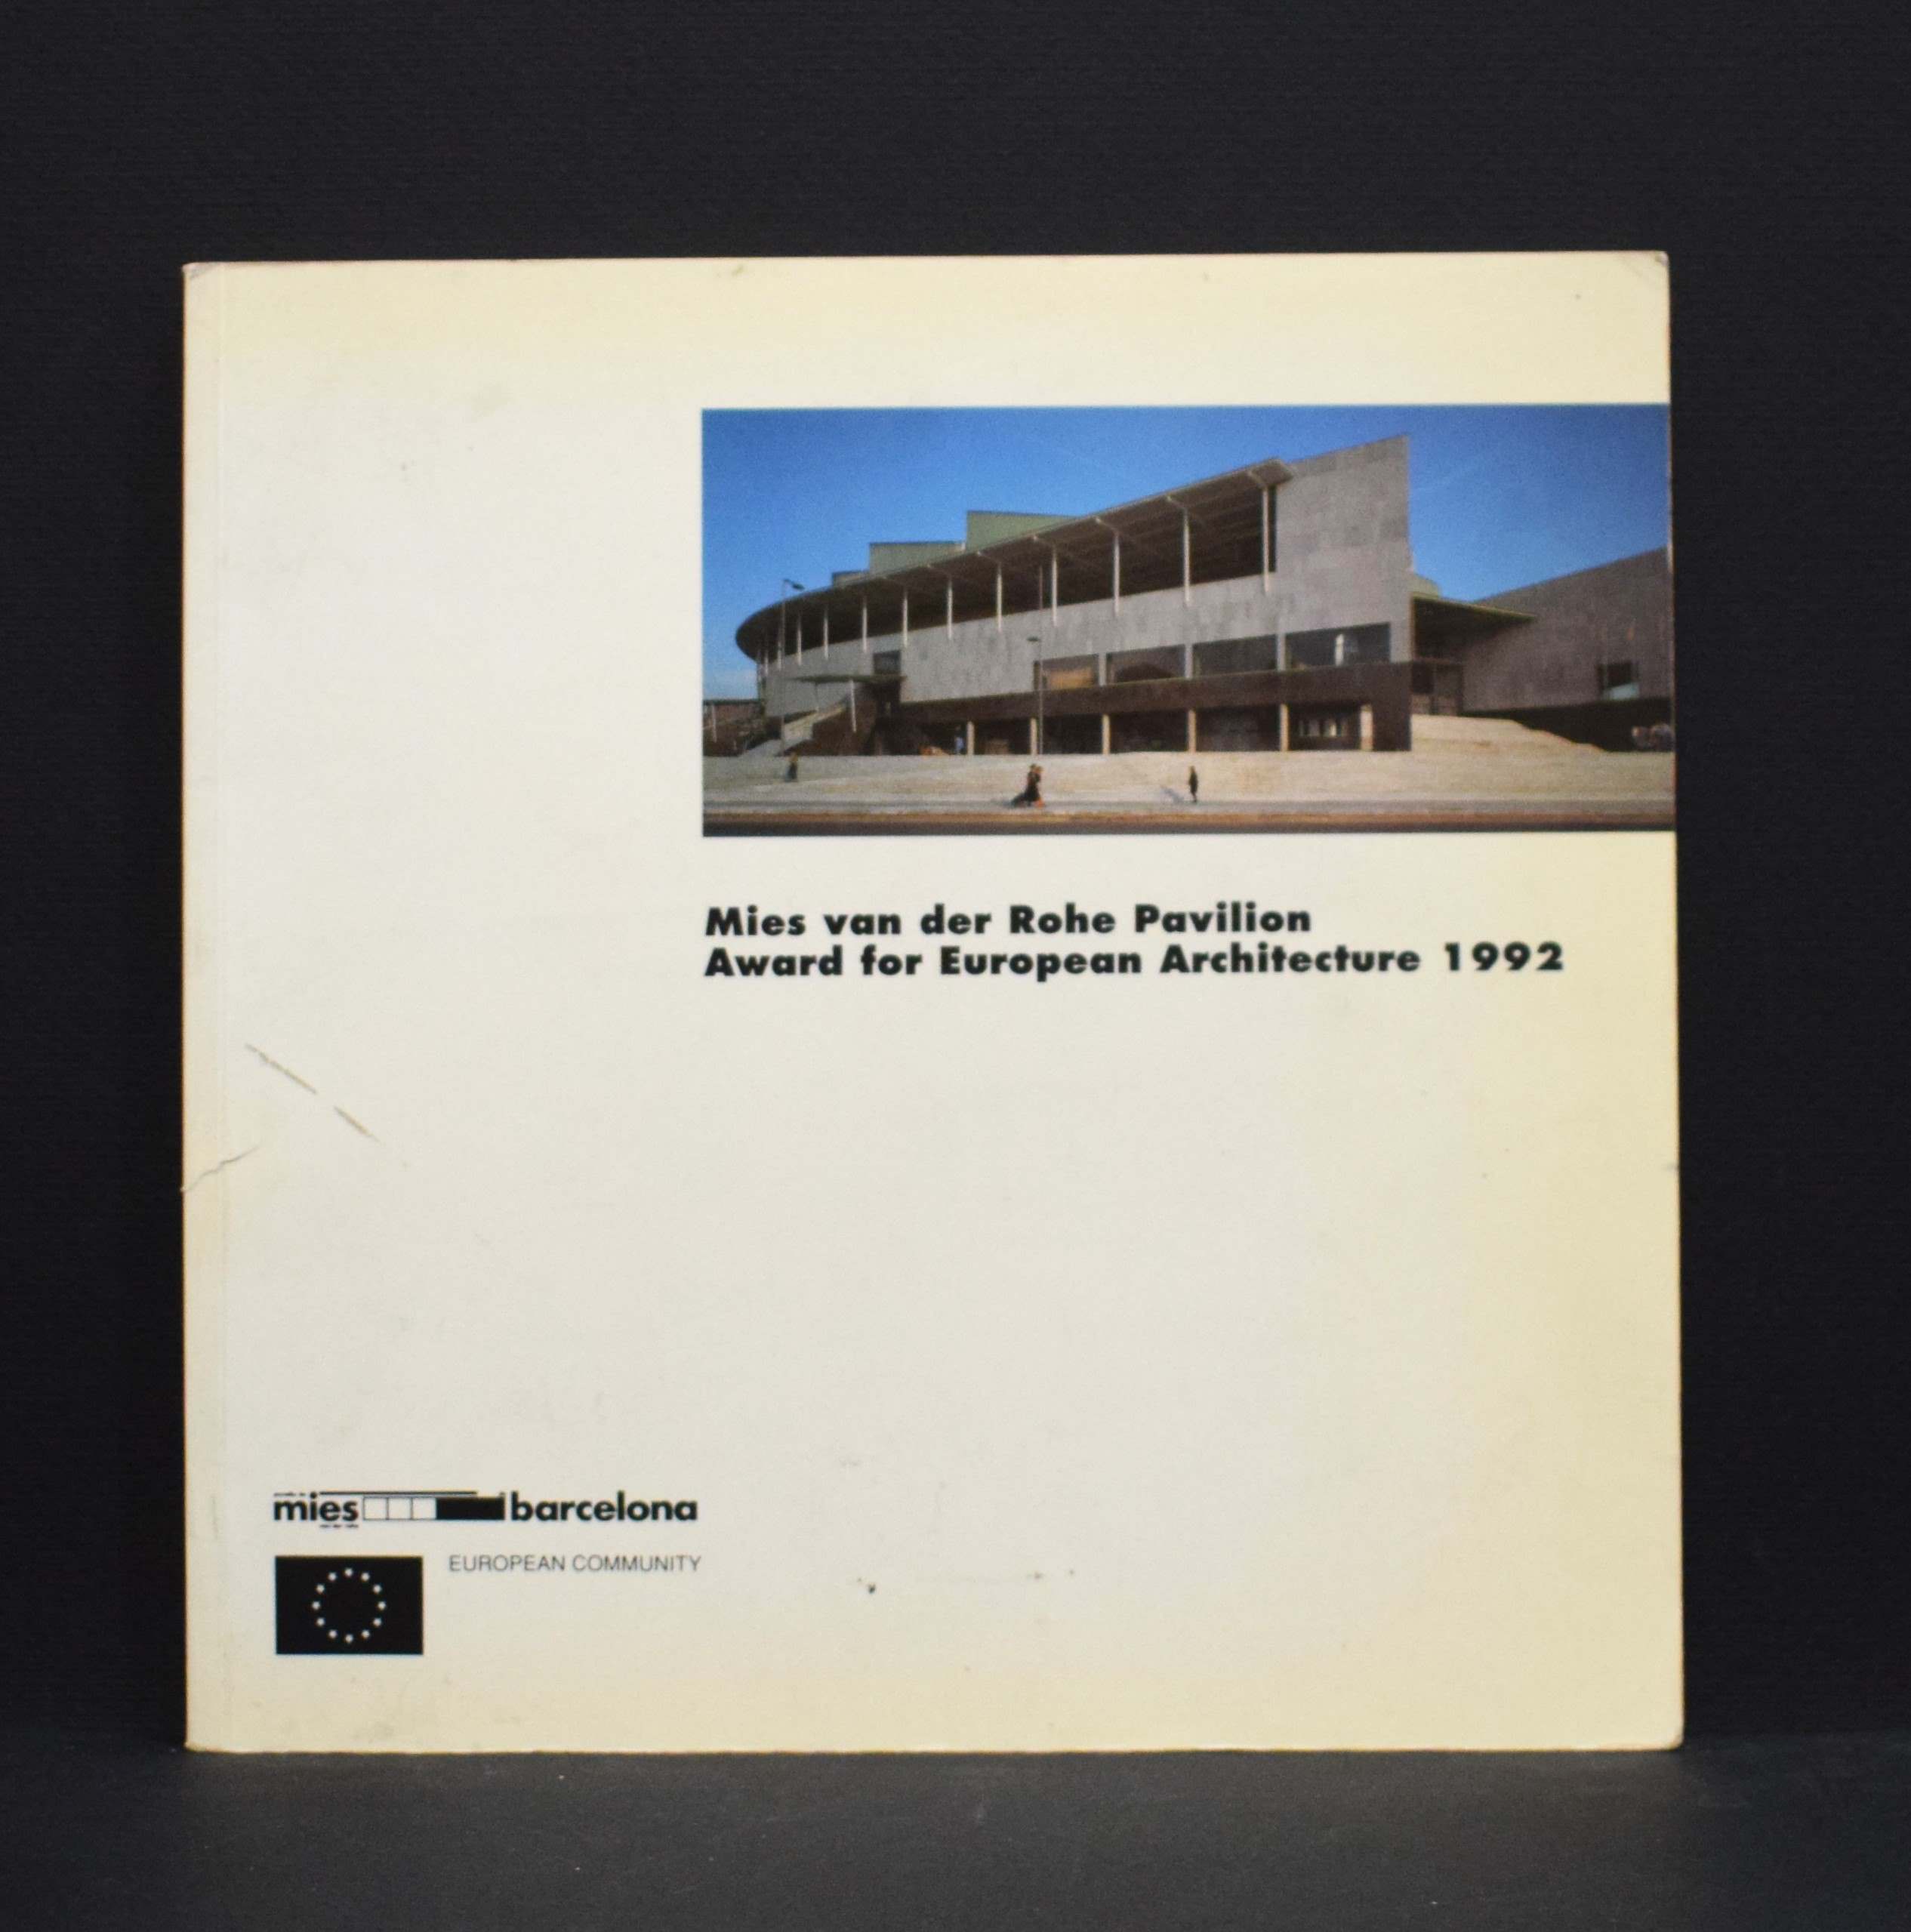 Mies van der Rohe Pavilion
Award for European Architecture 1992
mies barcelona
EUROPEAN COMMUNITY